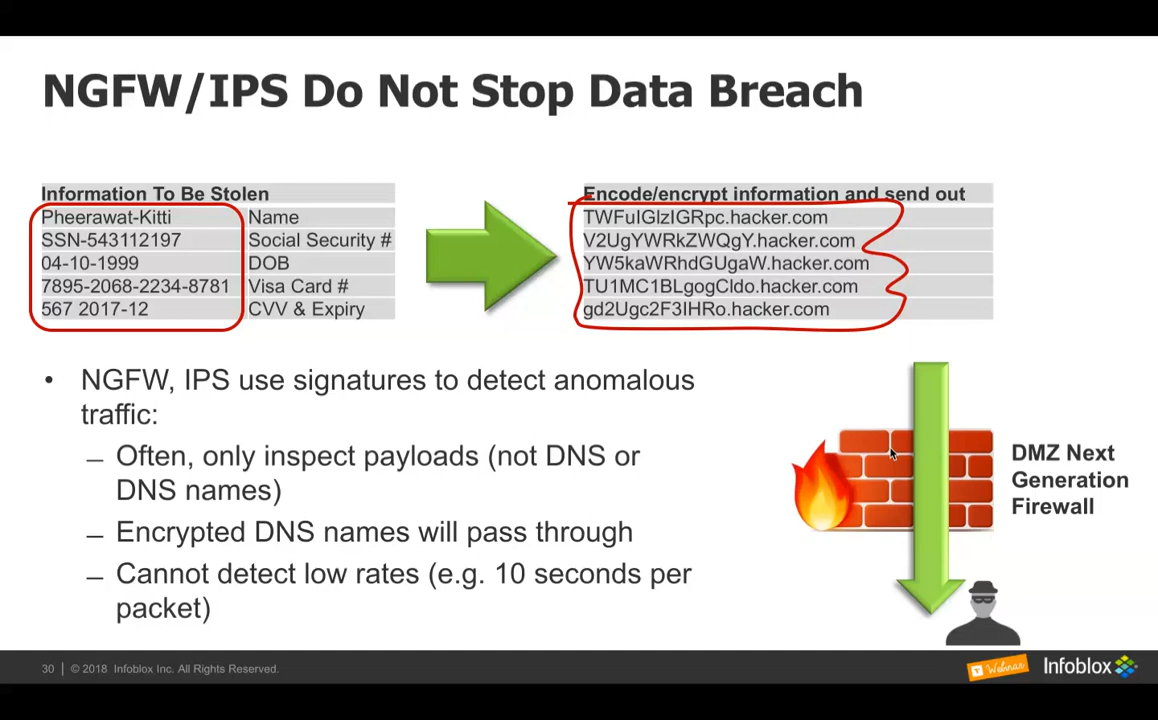 NGFW/IPS Do Not Stop Data Breach
Information To Be Stolen
Pheerawat-Kitti Name
SSN-543112197 Social Security #
04-10-1999 DOB
7895-2068-2234-8781 Visa Card #
567 2017-12 CVV & Expiry
Encode/encrypt information and send out
TWFuIGlzIGRpc.hacker.com
V2UgYWRkZWQgY.hacker.com
YW5kaWRhdGUgaW.hacker.com
TU1MC1BLgogCldo.hacker.com
gd2Ugc2F3IHRo.hacker.com
• NGFW, IPS use signatures to detect anomalous
traffic:
— Often, only inspect payloads (not DNS or
DNS names)
— Encrypted DNS names will pass through
— Cannot detect low rates (e.g. 10 seconds per
packet)
DMZ Next
Generation
Firewall
30 | © 2018 Infoblox Inc. All Rights Reserved.
Webinar
Infoblox